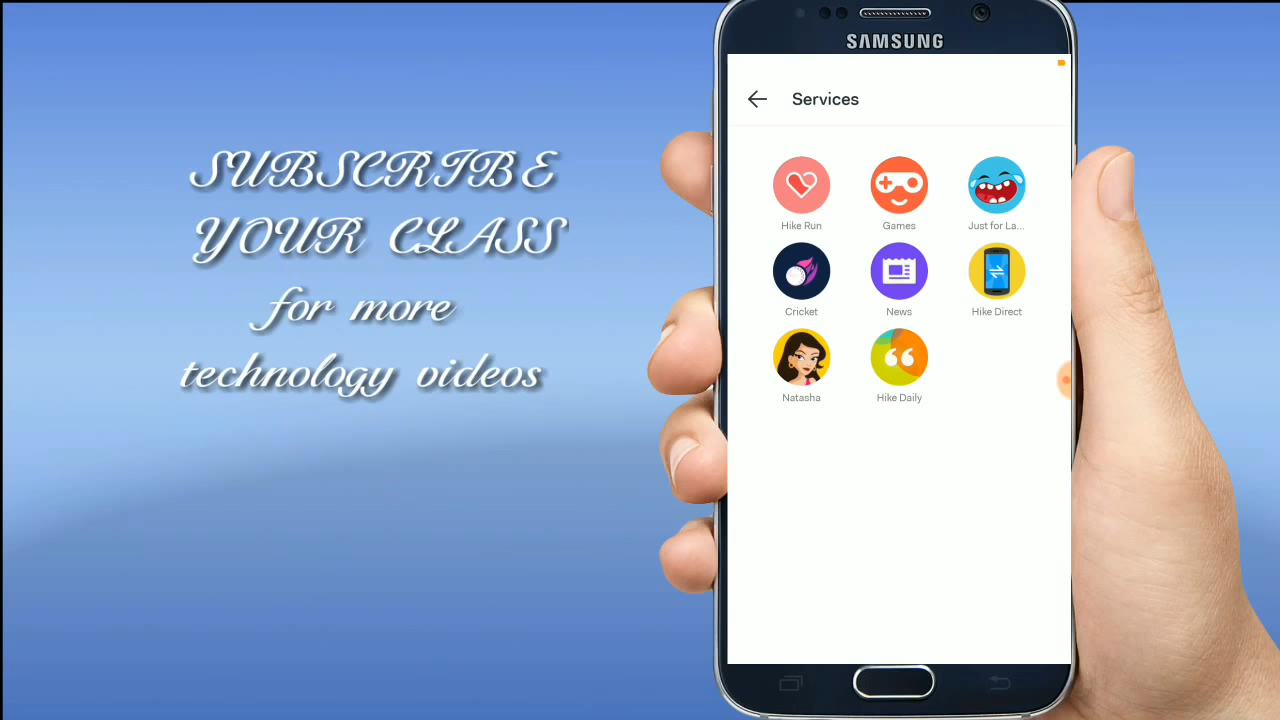 SUBSCRIBE
YOUR CLASS
for more
technology videos
SAMSUNG
Services
Hike Run
Games
Just for La...
Cricket
News
Hike Direct
Natasha
Hike Daily